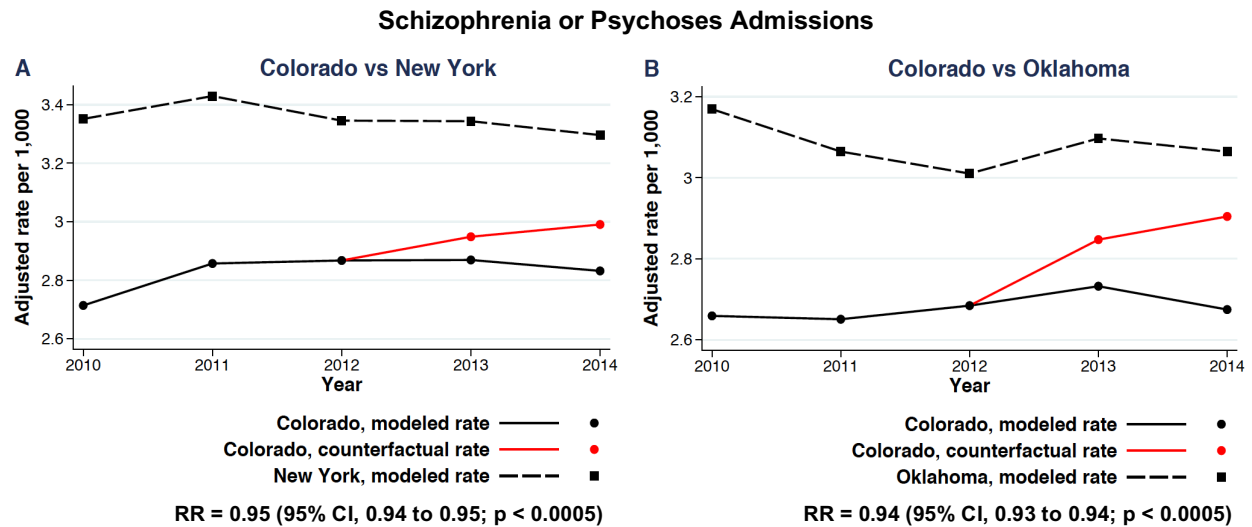 Schizophrenia or Psychoses Admissions
A
Colorado vs New York
Adjusted rate per 1,000
3.4
3.2
3
2.8
2.6
2010 2011 2012 2013 2014
Year
Colorado, modeled rate
Colorado, counterfactual rate
New York, modeled rate
RR = 0.95 (95% CI, 0.94 to 0.95; p < 0.0005)
B
Colorado vs Oklahoma
Adjusted rate per 1,000
3.2
3
2.8
2.6
2010 2011 2012 2013 2014
Year
Colorado, modeled rate
Colorado, counterfactual rate
Oklahoma, modeled rate
RR = 0.94 (95% CI, 0.93 to 0.94; p < 0.0005)